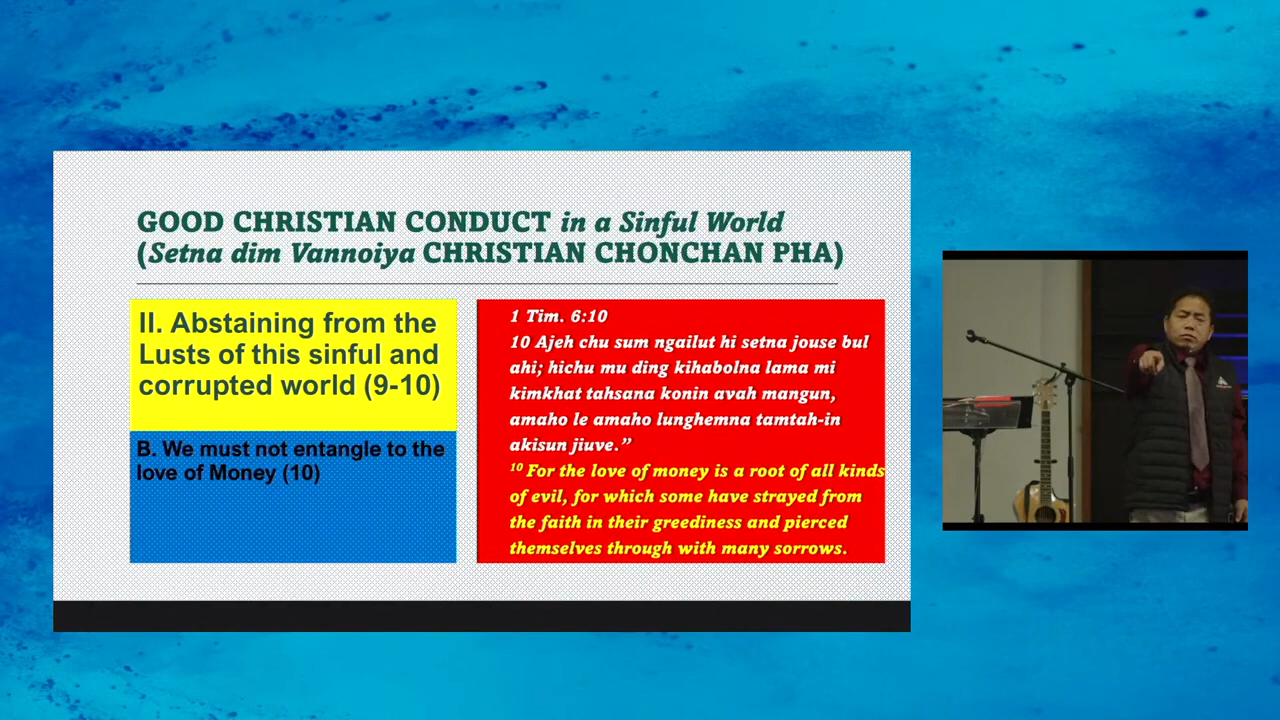 GOOD CHRISTIAN CONDUCT in a Sinful World
(Setna dim Vannoiya CHRISTIAN CHONCHAN PHA)
II. Abstaining from the
Lusts of this sinful and
corrupted world (9-10)
B. We must not entangle to the
love of Money (10)
1 Tim. 6:10
10 Ajeh chu sum ngailut hi setna jouse bul
ahi; hichu mu ding kihabolna lama mi
kimkhat tahsana konin avah mangun,
amaho le amaho lunghemna tamtah-in
akisun jiuve.”
10 For the love of money is a root of all kinds
of evil, for which some have strayed from
the faith in their greediness and pierced
themselves through with many sorrows.